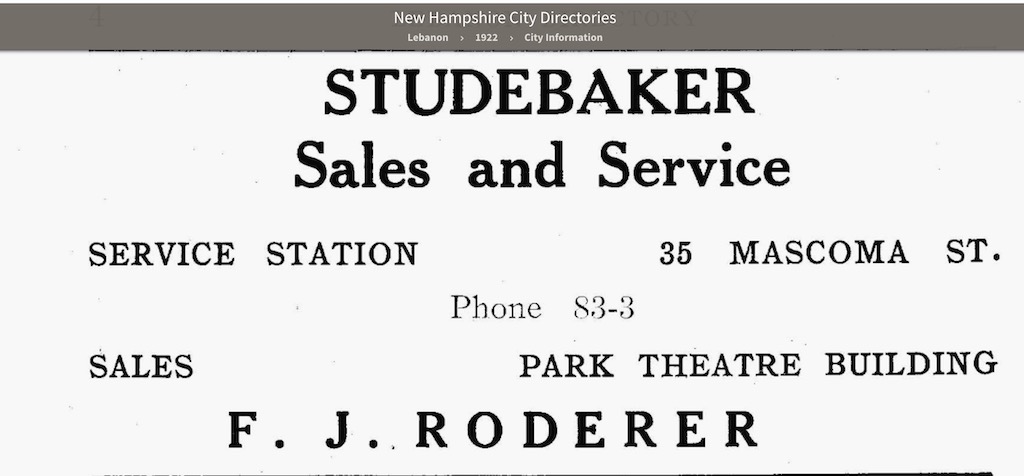 New Hampshire City Directories
Lebanon › 1922 › City Information
STUDEBAKER
Sales and Service
SERVICE STATION 35 MASCOMA ST.
Phone 83-3
SALES PARK THEATRE BUILDING
F. J. RODERER